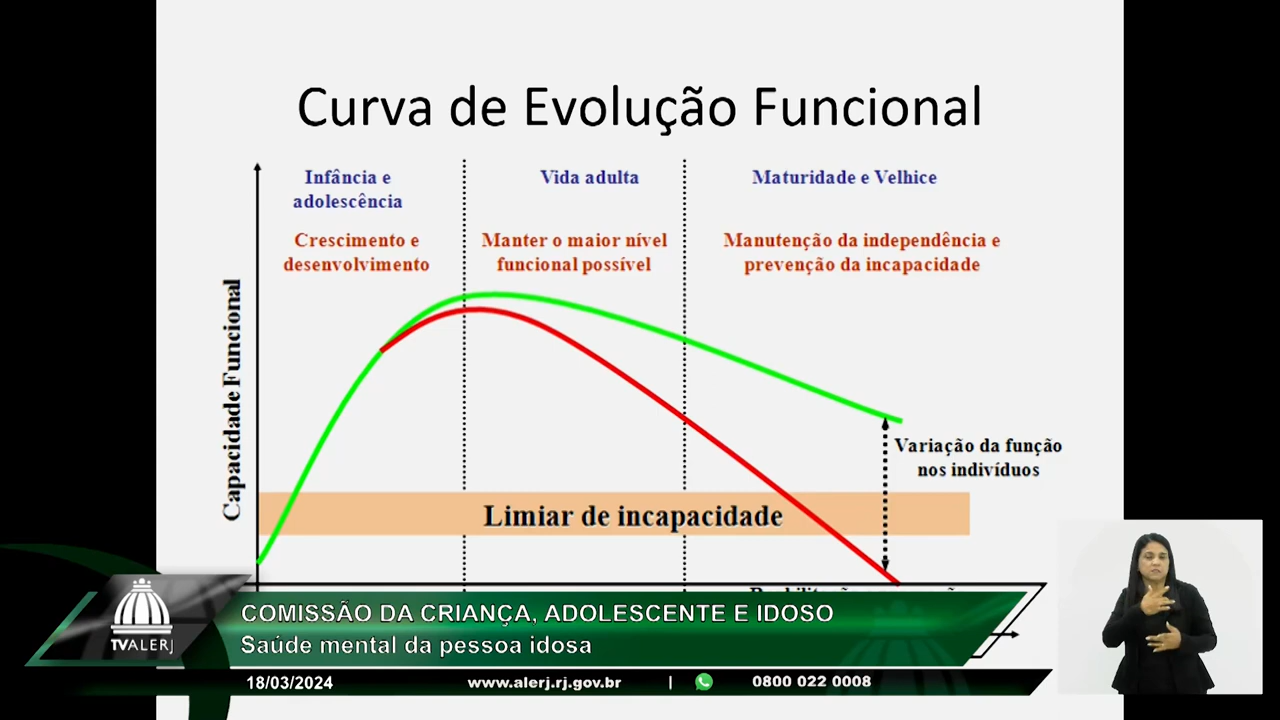 Curva de Evolução Funcional
Infância e
adolescência
Vida adulta
Maturidade e Velhice
Crescimento e
desenvolvimento
Manter o maior nível
funcional possível
Manutenção da independência e
prevenção da incapacidade
Capacidade Funcional
Variação da função
nos indivíduos
Limiar de incapacidade
COMISSÃO DA CRIANÇA, ADOLESCENTE E IDOSO
Saúde mental da pessoa idosa
TVALERJ
18/03/2024 www.alerj.rj.gov.br | 0800 022 0008